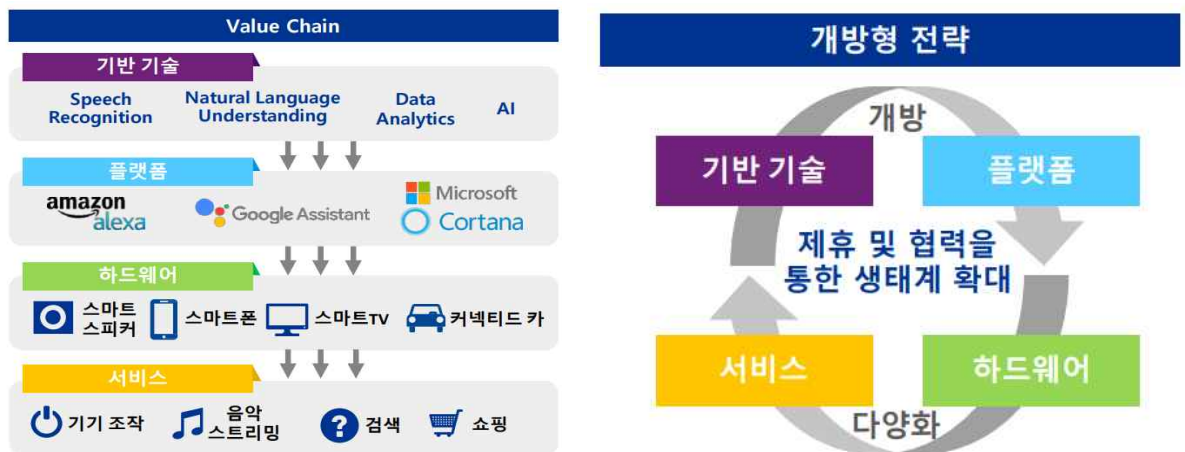 Value Chain
기반 기술
Speech
Recognition
Natural Language
Understanding
Data
Analytics
AI
플랫폼
amazon
alexa
Google Assistant
Microsoft
Cortana
하드웨어
스마트
스피커
스마트폰
스마트TV
커넥티드 카
서비스
기기 조작
음악
스트리밍
?
검색
쇼핑
개방형 전략
개방
기반 기술
플랫폼
제휴 및 협력을
통한 생태계 확대
서비스
하드웨어
다양화